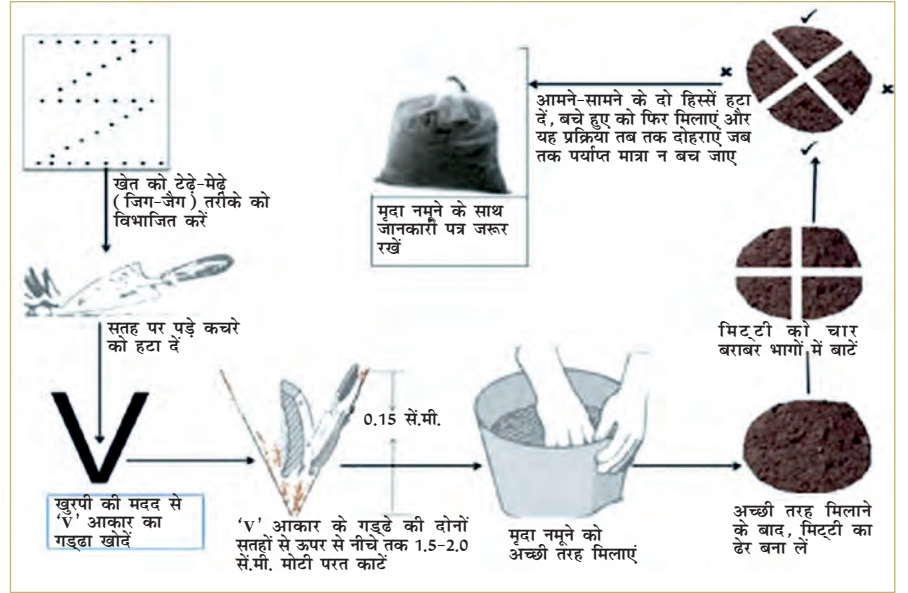 खेत को टेढ़े-मेढ़े
(जिग-जैग) तरीके को
विभाजित करें
सतह पर पड़े कचरे
को हटा दें
खुरपी की मदद से
‘V’ आकार का
गड्ढा खोदें
0.15 सें.मी.
‘V’ आकार के गड्ढे की दोनों
सतहों से ऊपर से नीचे तक 1.5-2.0
सें.मी. मोटी परत काटें
मृदा नमूने को
अच्छी तरह मिलाएं
अच्छी तरह मिलाने
के बाद, मिट्टी का
ढेर बना लें
मिट्टी को चार
बराबर भागों में बाटें
आमने-सामने के दो हिस्सें हटा
दें, बचे हुए को फिर मिलाएं और
यह प्रक्रिया तब तक दोहराएं जब
तक पर्याप्त मात्रा न बच जाए
मृदा नमूने के साथ
जानकारी पत्र जरूर
रखें